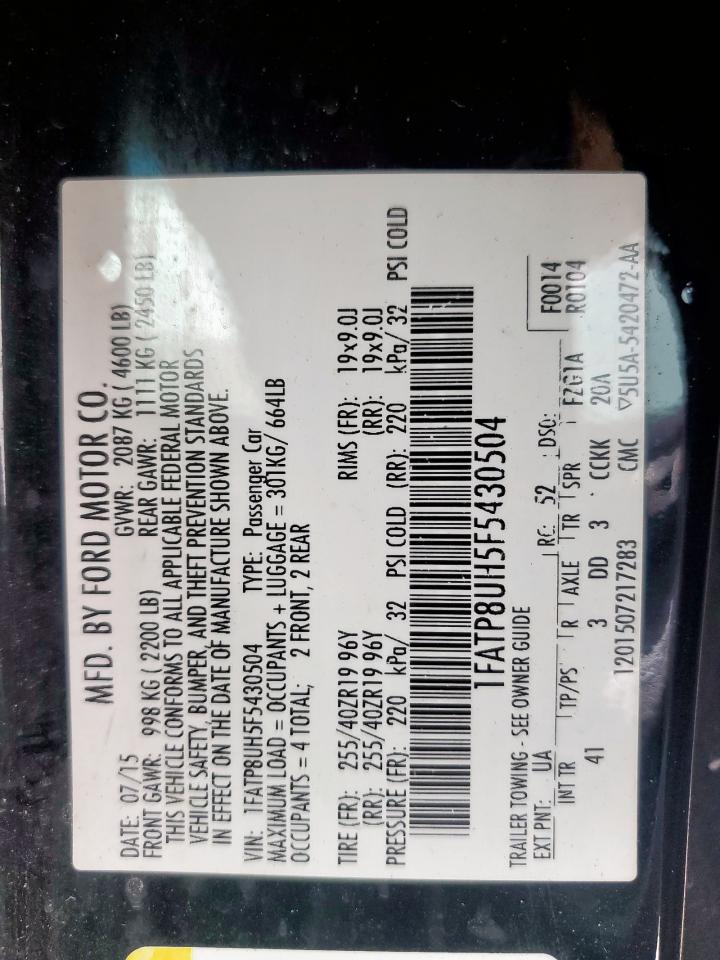 MFD. BY FORD MOTOR CO.
DATE: 07/15 GVWR: 2087 KG ( 4600 LB)
FRONT GAWR: 998 KG ( 2200 LB) REAR GAWR: 1111 KG ( 2450 LB)
THIS VEHICLE CONFORMS TO ALL APPLICABLE FEDERAL MOTOR
VEHICLE SAFETY, BUMPER, AND THEFT PREVENTION STANDARDS
IN EFFECT ON THE DATE OF MANUFACTURE SHOWN ABOVE.
VIN: 1FATP8UH5F5430504 TYPE: Passenger Car
MAXIMUM LOAD = OCCUPANTS + LUGGAGE = 301KG/ 664LB
OCCUPANTS = 4 TOTAL; 2 FRONT, 2 REAR
TIRE (FR): 255/40ZR19 96Y RIMS (FR): 19x9.0J
(RR): 255/40ZR19 96Y (RR): 19x9.0J
PRESSURE (FR): 220 kPa/ 32 PSI COLD (RR): 220 kPa/ 32 PSI COLD
1FATP8UH5F5430504
TRAILER TOWING - SEE OWNER GUIDE F0014
EXT PNT: UA RC: 52 DSO: R0104
INT TR TP/PS R AXLE TR SPR FZG1A
41 3 DD 3 CCKK 20A
1201507217283 CMC ▽5U5A-5420472-AA